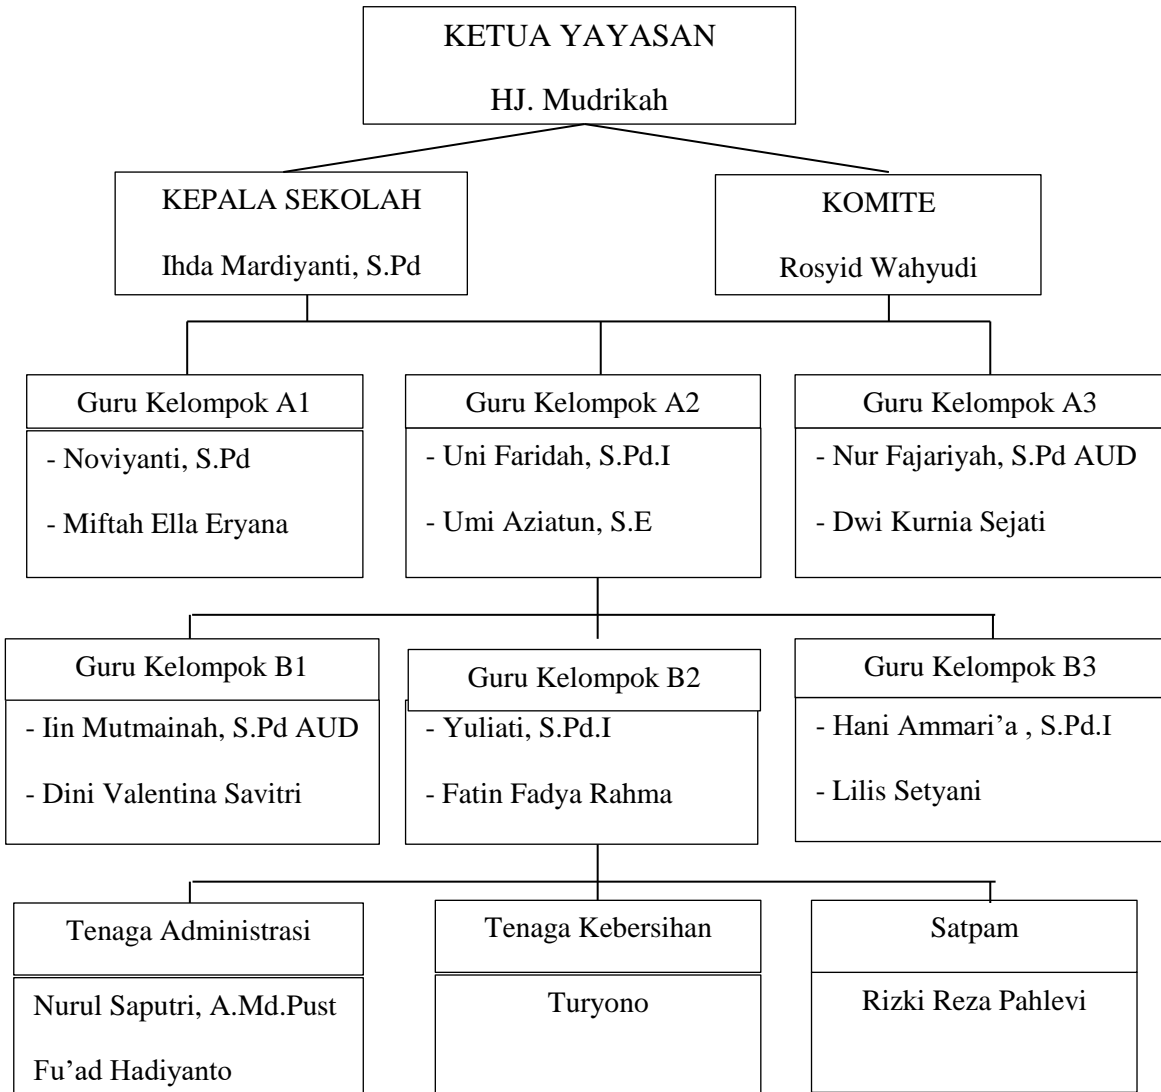 KETUA YAYASAN
HJ. Mudrikah
KEPALA SEKOLAH
Ihda Mardiyanti, S.Pd
KOMITE
Rosyid Wahyudi
Guru Kelompok A1
- Noviyanti, S.Pd
- Miftah Ella Eryana
Guru Kelompok A2
- Uni Faridah, S.Pd.I
- Umi Aziatun, S.E
Guru Kelompok A3
- Nur Fajariyah, S.Pd AUD
- Dwi Kurnia Sejati
Guru Kelompok B1
- Iin Mutmainah, S.Pd AUD
- Dini Valentina Savitri
Guru Kelompok B2
- Yuliati, S.Pd.I
- Fatin Fadya Rahma
Guru Kelompok B3
- Hani Ammari’a , S.Pd.I
- Lilis Setyani
Tenaga Administrasi
Nurul Saputri, A.Md.Pust
Fu’ad Hadiyanto
Tenaga Kebersihan
Turyono
Satpam
Rizki Reza Pahlevi